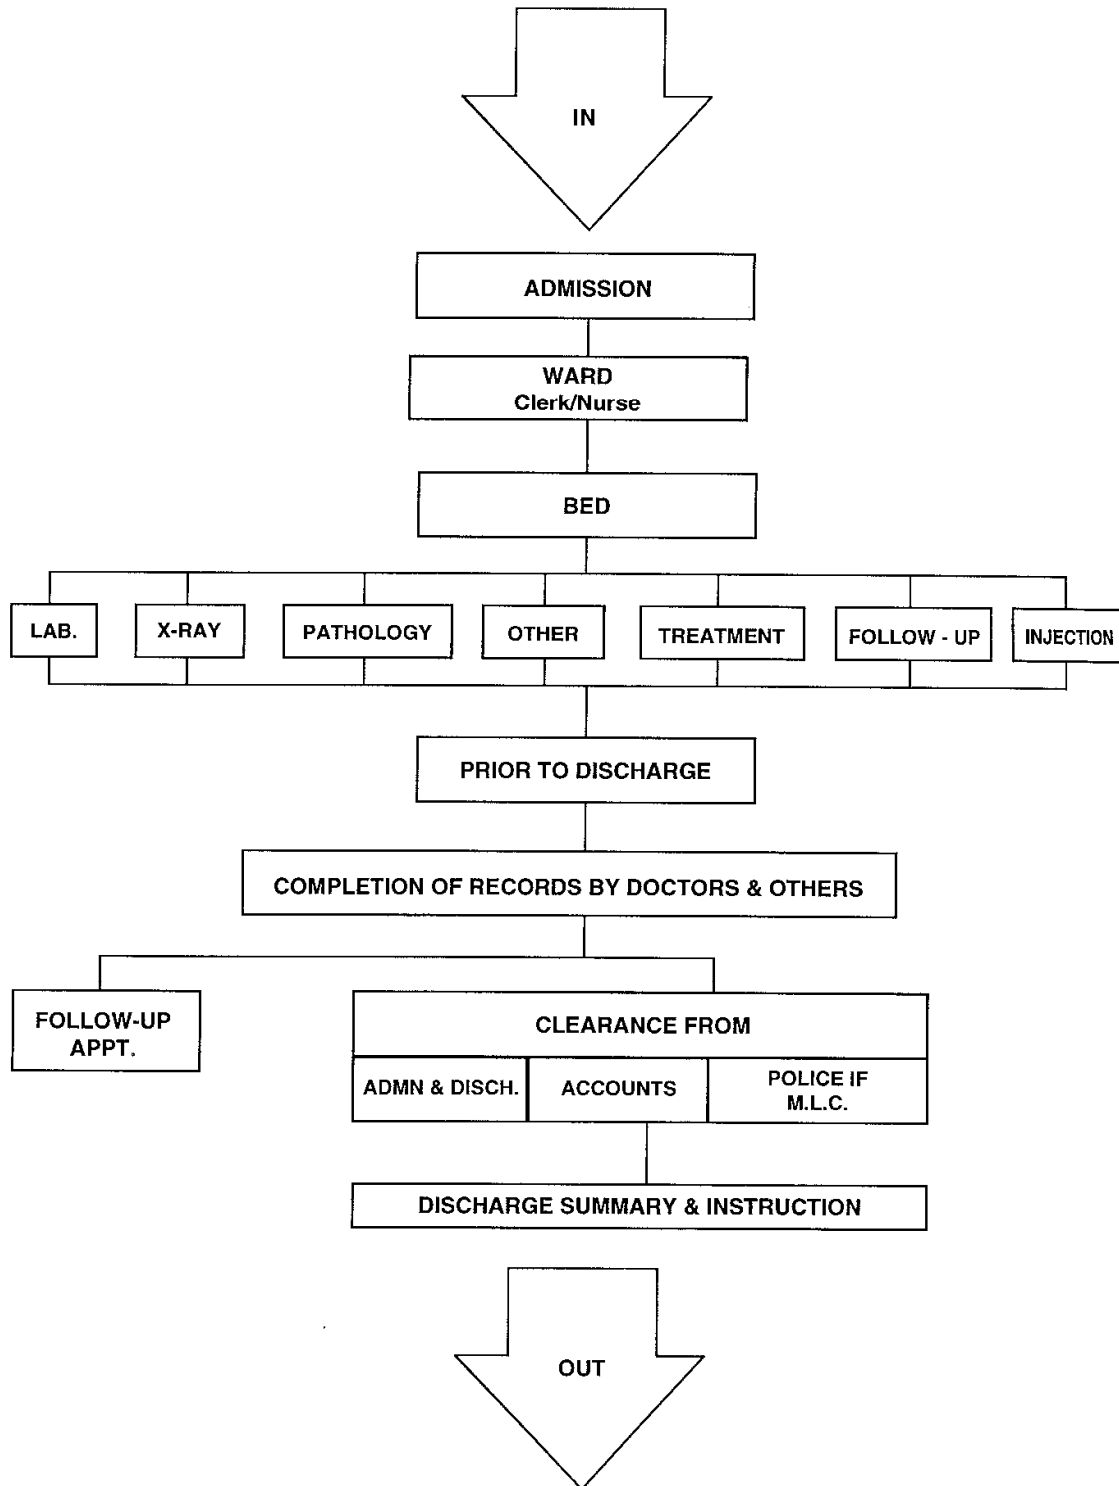 IN
ADMISSION
WARD
Clerk/Nurse
BED
LAB.
X-RAY
PATHOLOGY
OTHER
TREATMENT
FOLLOW - UP
INJECTION
PRIOR TO DISCHARGE
COMPLETION OF RECORDS BY DOCTORS & OTHERS
FOLLOW-UP
APPT.
CLEARANCE FROM
ADMN & DISCH.
ACCOUNTS
POLICE IF
M.L.C.
DISCHARGE SUMMARY & INSTRUCTION
OUT